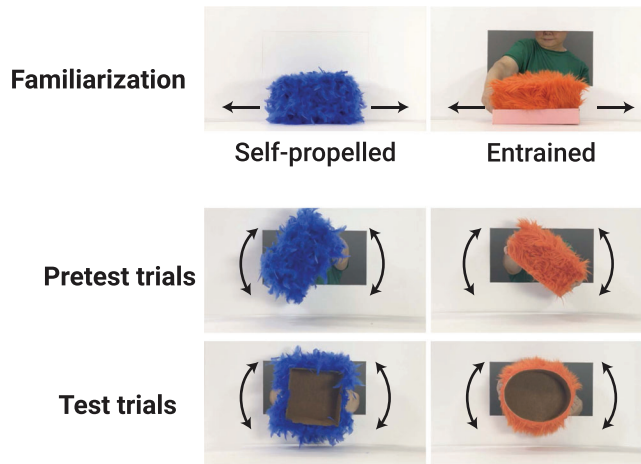 Familiarization
Self-propelled
Entrained
Pretest trials
Test trials